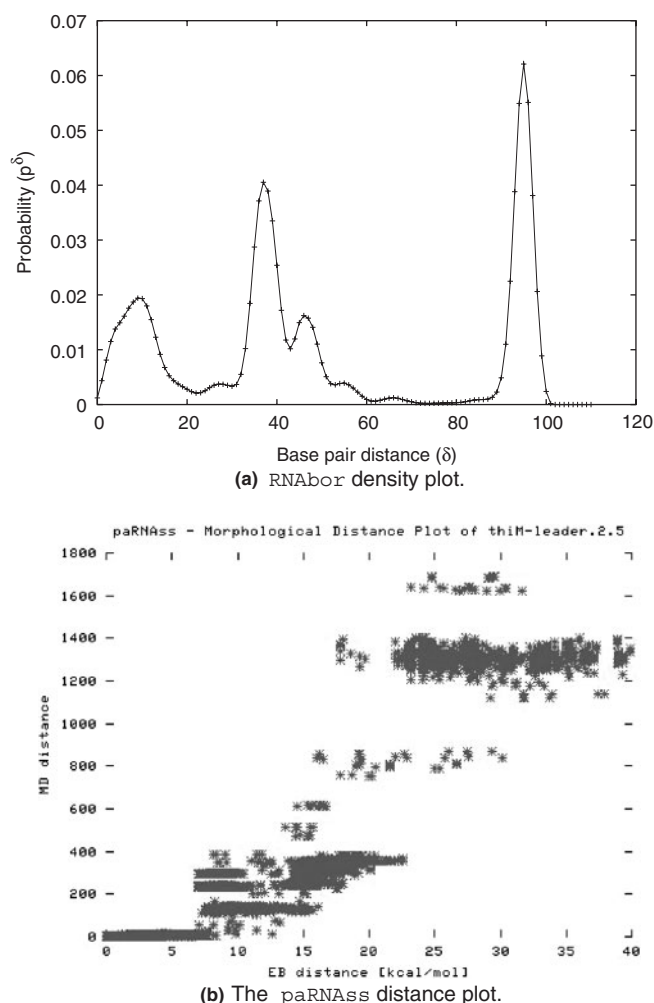 0.07
0.06
0.05
0.04
0.03
0.02
0.01
0
Probability (p^δ)
0 20 40 60 80 100 120
Base pair distance (δ)
(a) RNAbor density plot.
paRNAss - Morphological Distance Plot of thiM-leader.2.5
1800
1600
1400
1200
1000
800
600
400
200
0
MD distance
0 5 10 15 20 25 30 35 40
EB distance [kcal/mol]
(b) The paRNAss distance plot.